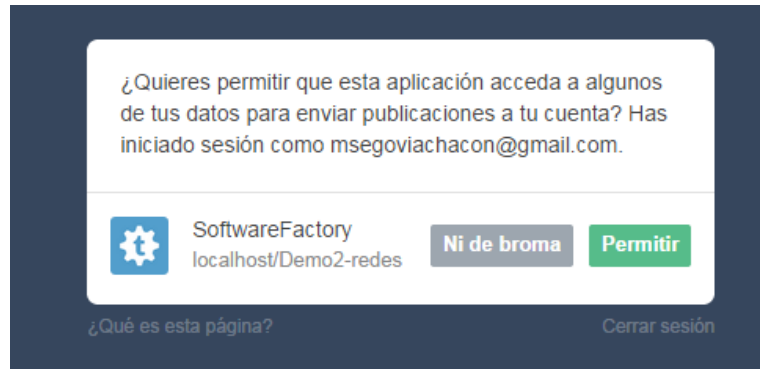 ¿Quieres permitir que esta aplicación acceda a algunos
de tus datos para enviar publicaciones a tu cuenta? Has
iniciado sesión como msegoviachacon@gmail.com.
SoftwareFactory
localhost/Demo2-redes
Ni de broma
Permitir
¿Qué es esta página?
Cerrar sesión